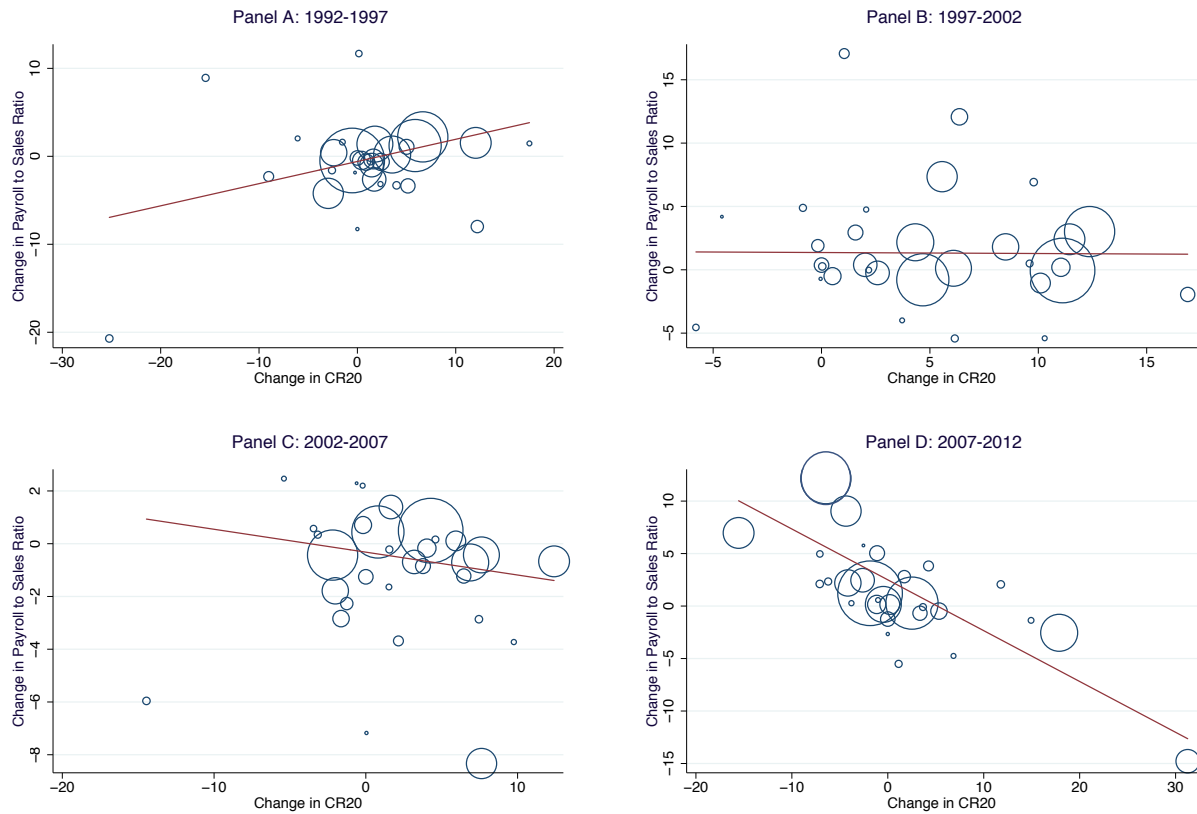 Panel A: 1992-1997
Change in Payroll to Sales Ratio
10
0
−10
−20
−30 −20 −10 0 10 20
Change in CR20
Panel B: 1997-2002
Change in Payroll to Sales Ratio
15
10
5
0
−5
−5 0 5 10 15
Change in CR20
Panel C: 2002-2007
Change in Payroll to Sales Ratio
2
0
−2
−4
−6
−8
−20 −10 0 10
Change in CR20
Panel D: 2007-2012
Change in Payroll to Sales Ratio
10
5
0
−5
−10
−15
−20 −10 0 10 20 30
Change in CR20